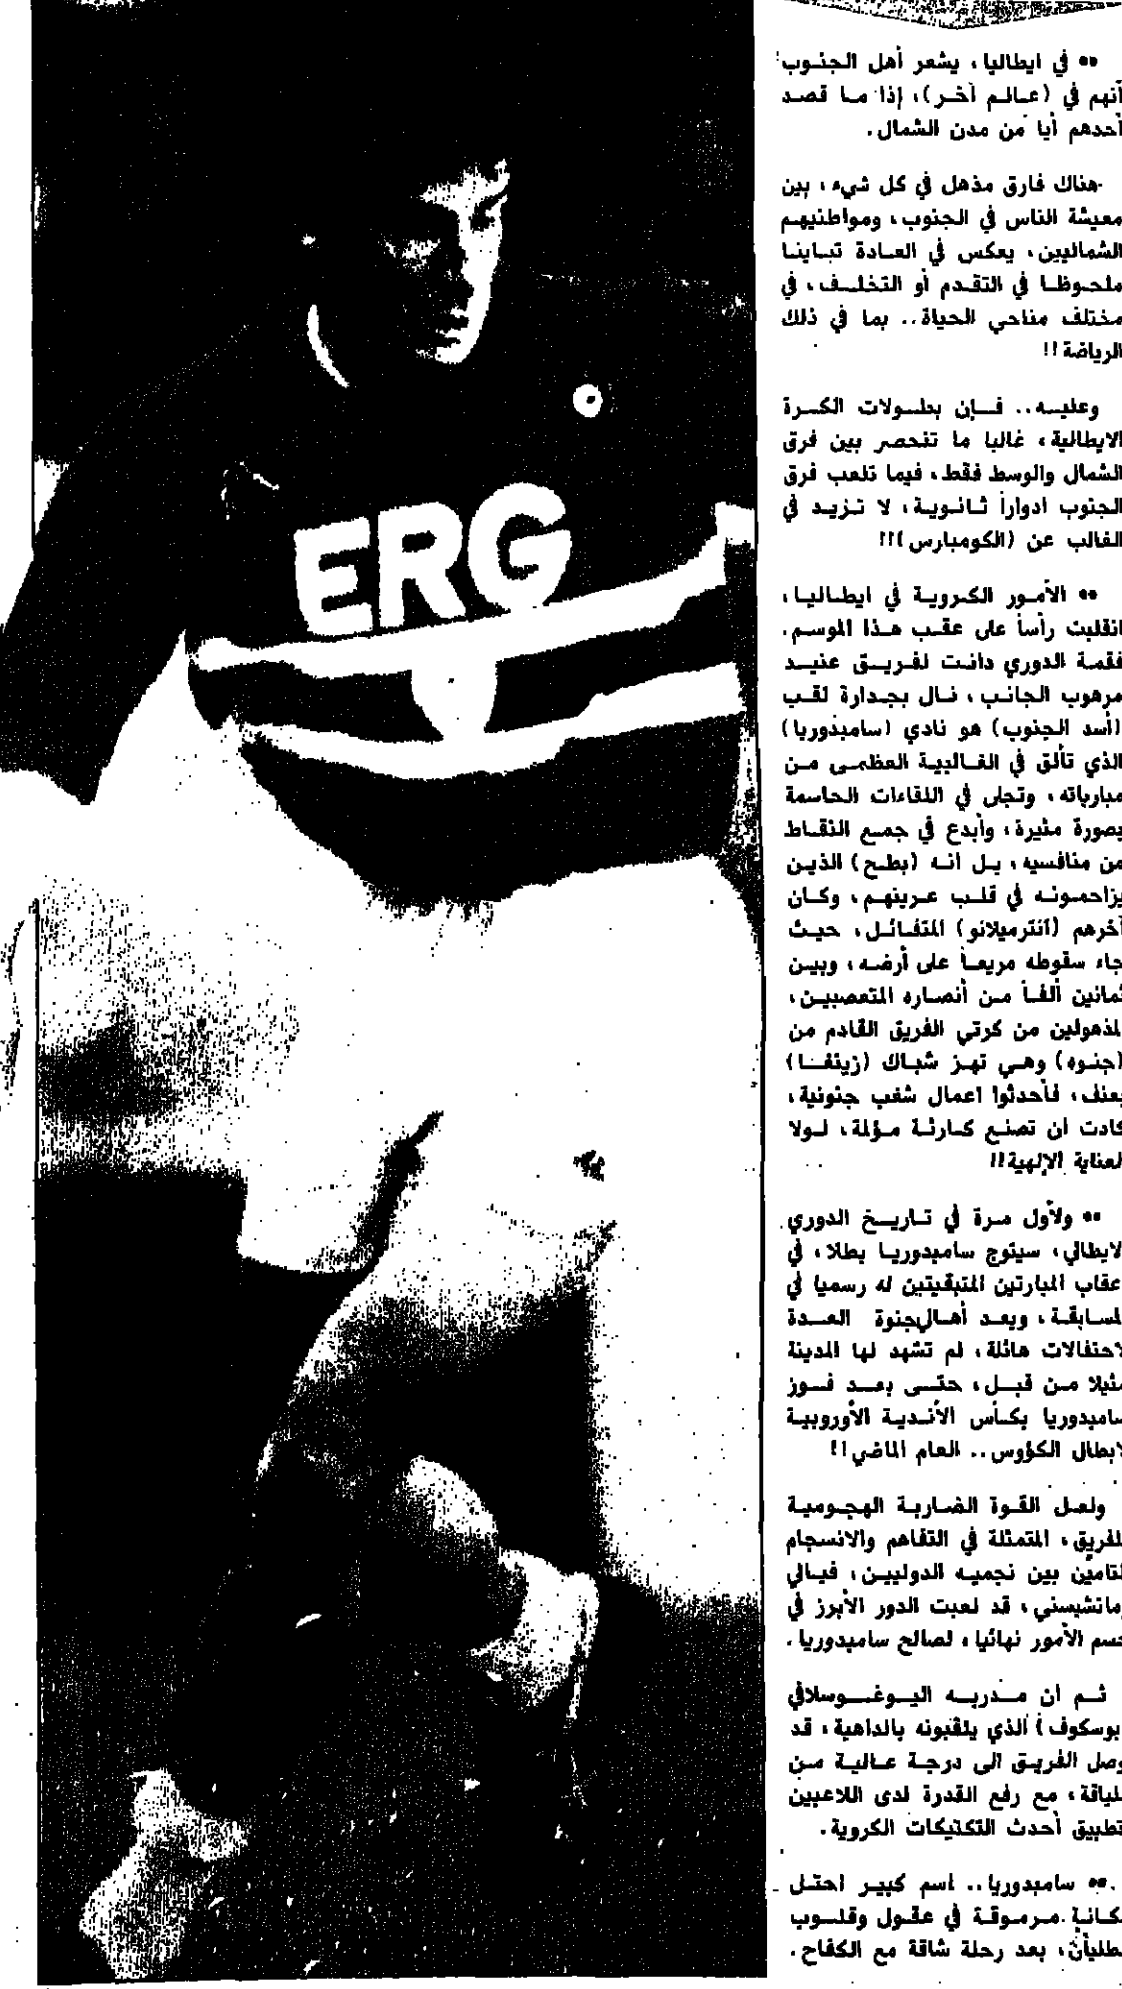 ERG
•• في ايطاليا، يشعر أهل الجنوب
أنهم في (عالم آخر)، إذا ما قصد
أحدهم أيا من مدن الشمال.
هناك فارق مذهل في كل شيء، بين
معيشة الناس في الجنوب، ومواطنيهم
الشماليين، يعكس في العادة تباينا
ملحوظا في التقدم أو التخلف، في
مختلف مناحي الحياة.. بما في ذلك
الرياضة!!
وعليه.. فإن بطولات الكرة
الايطالية، غالبا ما تنحصر بين فرق
الشمال والوسط فقط، فيما تلعب فرق
الجنوب ادواراً ثانوية، لا تزيد في
الغالب عن (الكومبارس)!!
•• الأمور الكروية في ايطاليا،
انقلبت رأساً على عقب هذا الموسم.
فقمة الدوري دانت لفريق عنيد
مرهوب الجانب، نال بجدارة لقب
(أسد الجنوب) هو نادي (سامبدوريا)
الذي تألق في الغالبية العظمى من
مبارياته، وتجلى في اللقاءات الحاسمة
بصورة مثيرة، وأبدع في جمع النقاط
من منافسيه، بل انه (بطح) الذين
يزاحمونه في قلب عرينهم، وكان
آخرهم (انترميلانو) المتفائل، حيث
جاء سقوطه مريعاً على أرضه، وبين
ثمانين ألفاً من أنصاره المتعصبين،
لمذهولين من كرتي الفريق القادم من
(جنوه) وهي تهز شباك (زينغا)
بعنف، فأحدثوا اعمال شغب جنونية،
كادت ان تصنع كارثة مؤلمة، لولا
لعناية الإلهية!!
•• ولأول مرة في تاريخ الدوري
لايطالي، سيتوج سامبدوريا بطلا، في
عقاب المبارتين المتبقيتين له رسميا في
لمسابقة، ويعد أهالي جنوة العدة
لاحتفالات هائلة، لم تشهد لها المدينة
مثيلا من قبل، حتى بعد فوز
سامبدوريا بكأس الأندية الأوروبية
لابطال الكؤوس.. العام الماضي!!
ولعل القوة الضاربة الهجومية
للفريق، المتمثلة في التفاهم والانسجام
لتامين بين نجميه الدوليين، فيالي
مانشيسني، قد لعبت الدور الأبرز في
حسم الأمور نهائيا، لصالح سامبدوريا.
ثم ان مدربه اليوغوسلافي
بوسكوف) الذي يلقبونه بالداهية، قد
وصل الفريق الى درجة عالية من
للياقة، مع رفع القدرة لدى اللاعبين
تطبيق أحدث التكتيكات الكروية.
•• سامبدوريا.. اسم كبير احتل
مكانة مرموقة في عقول وقلوب
لطليان، بعد رحلة شاقة مع الكفاح.